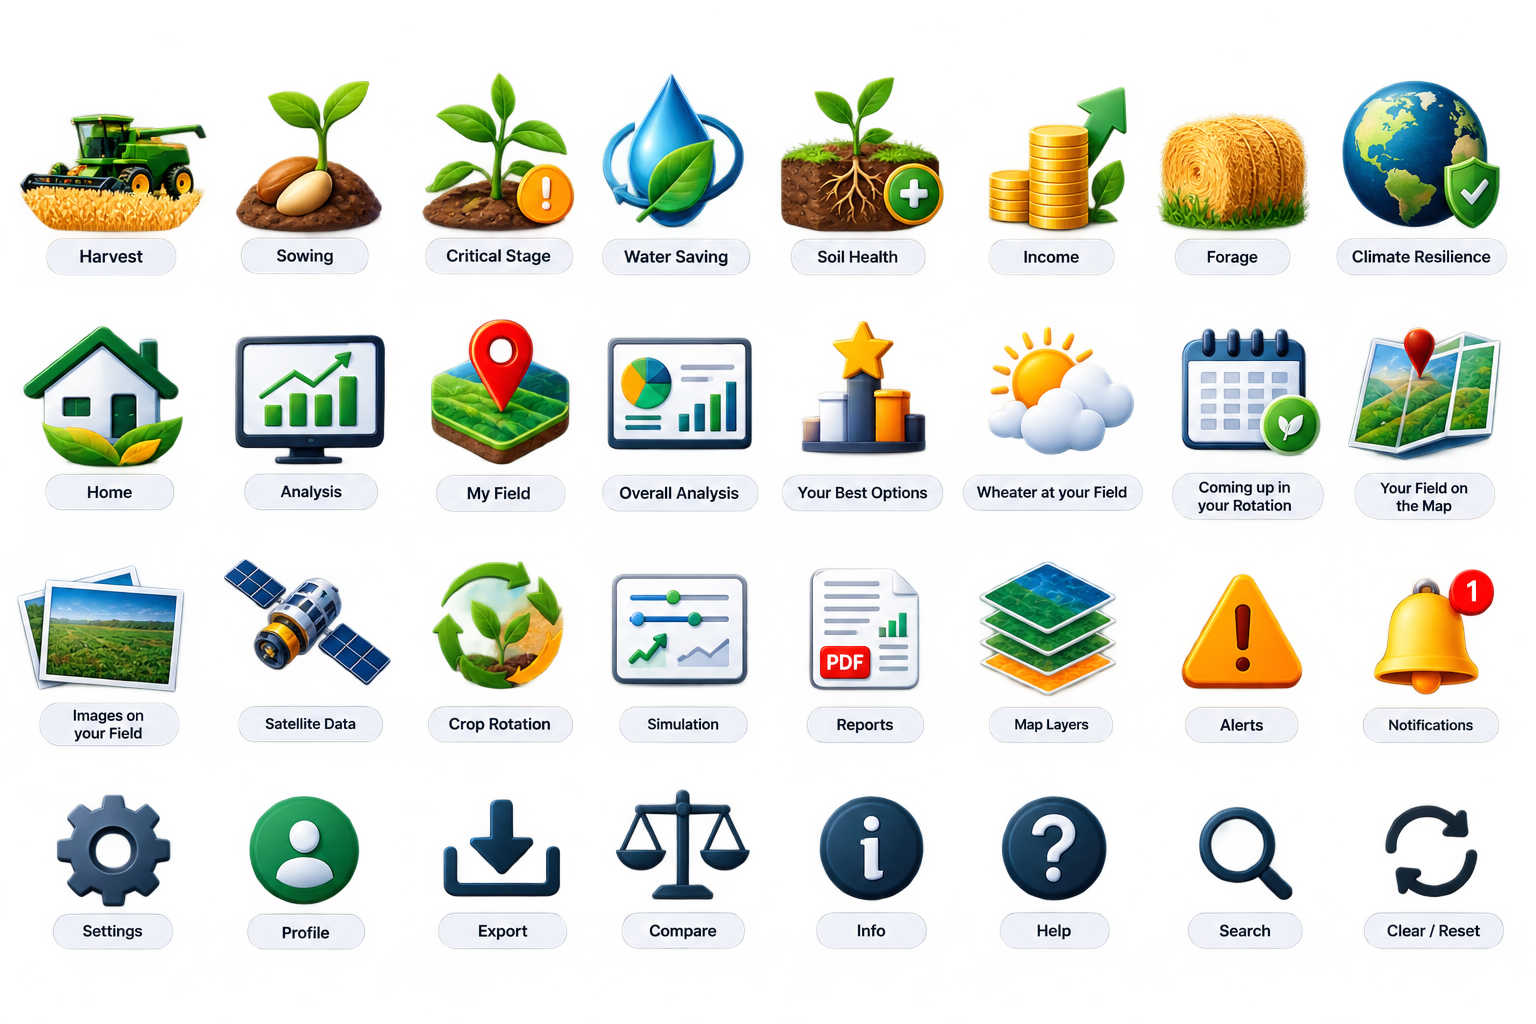 Harvest
Sowing
Critical Stage
Water Saving
Soil Health
Income
Forage
Climate Resilience
Home
Analysis
My Field
Overall Analysis
Your Best Options
Wheater at your Field
Coming up in
your Rotation
Your Field on
the Map
PDF
1
Images on
your Field
Satellite Data
Crop Rotation
Simulation
Reports
Map Layers
Alerts
Notifications
Settings
Profile
Export
Compare
Info
Help
Search
Clear / Reset